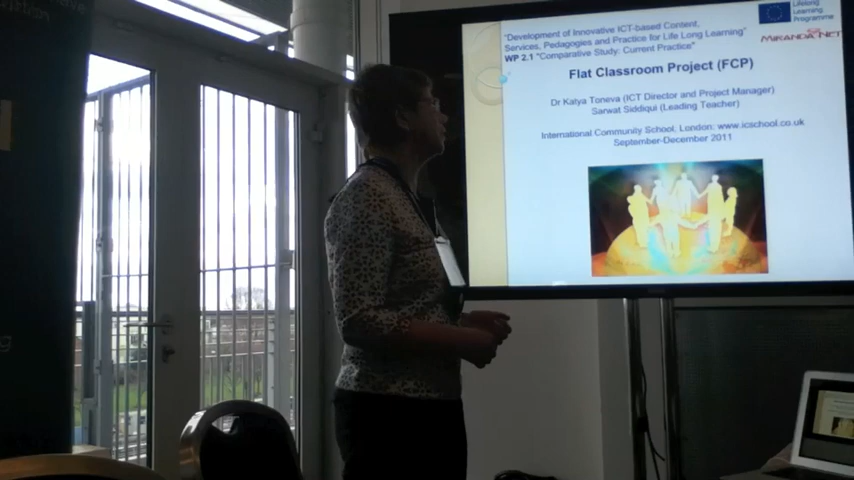 "Development of Innovative ICT-based Content,
Services, Pedagogies and Practice for Life Long Learning"
WP 2.1 "Comparative Study: Current Practice"
Lifelong
Learning
Programme
MIRANDANET
Flat Classroom Project (FCP)
Dr Katya Toneva (ICT Director and Project Manager)
Sarwat Siddiqui (Leading Teacher)
International Community School, London: www.icschool.co.uk
September-December 2011